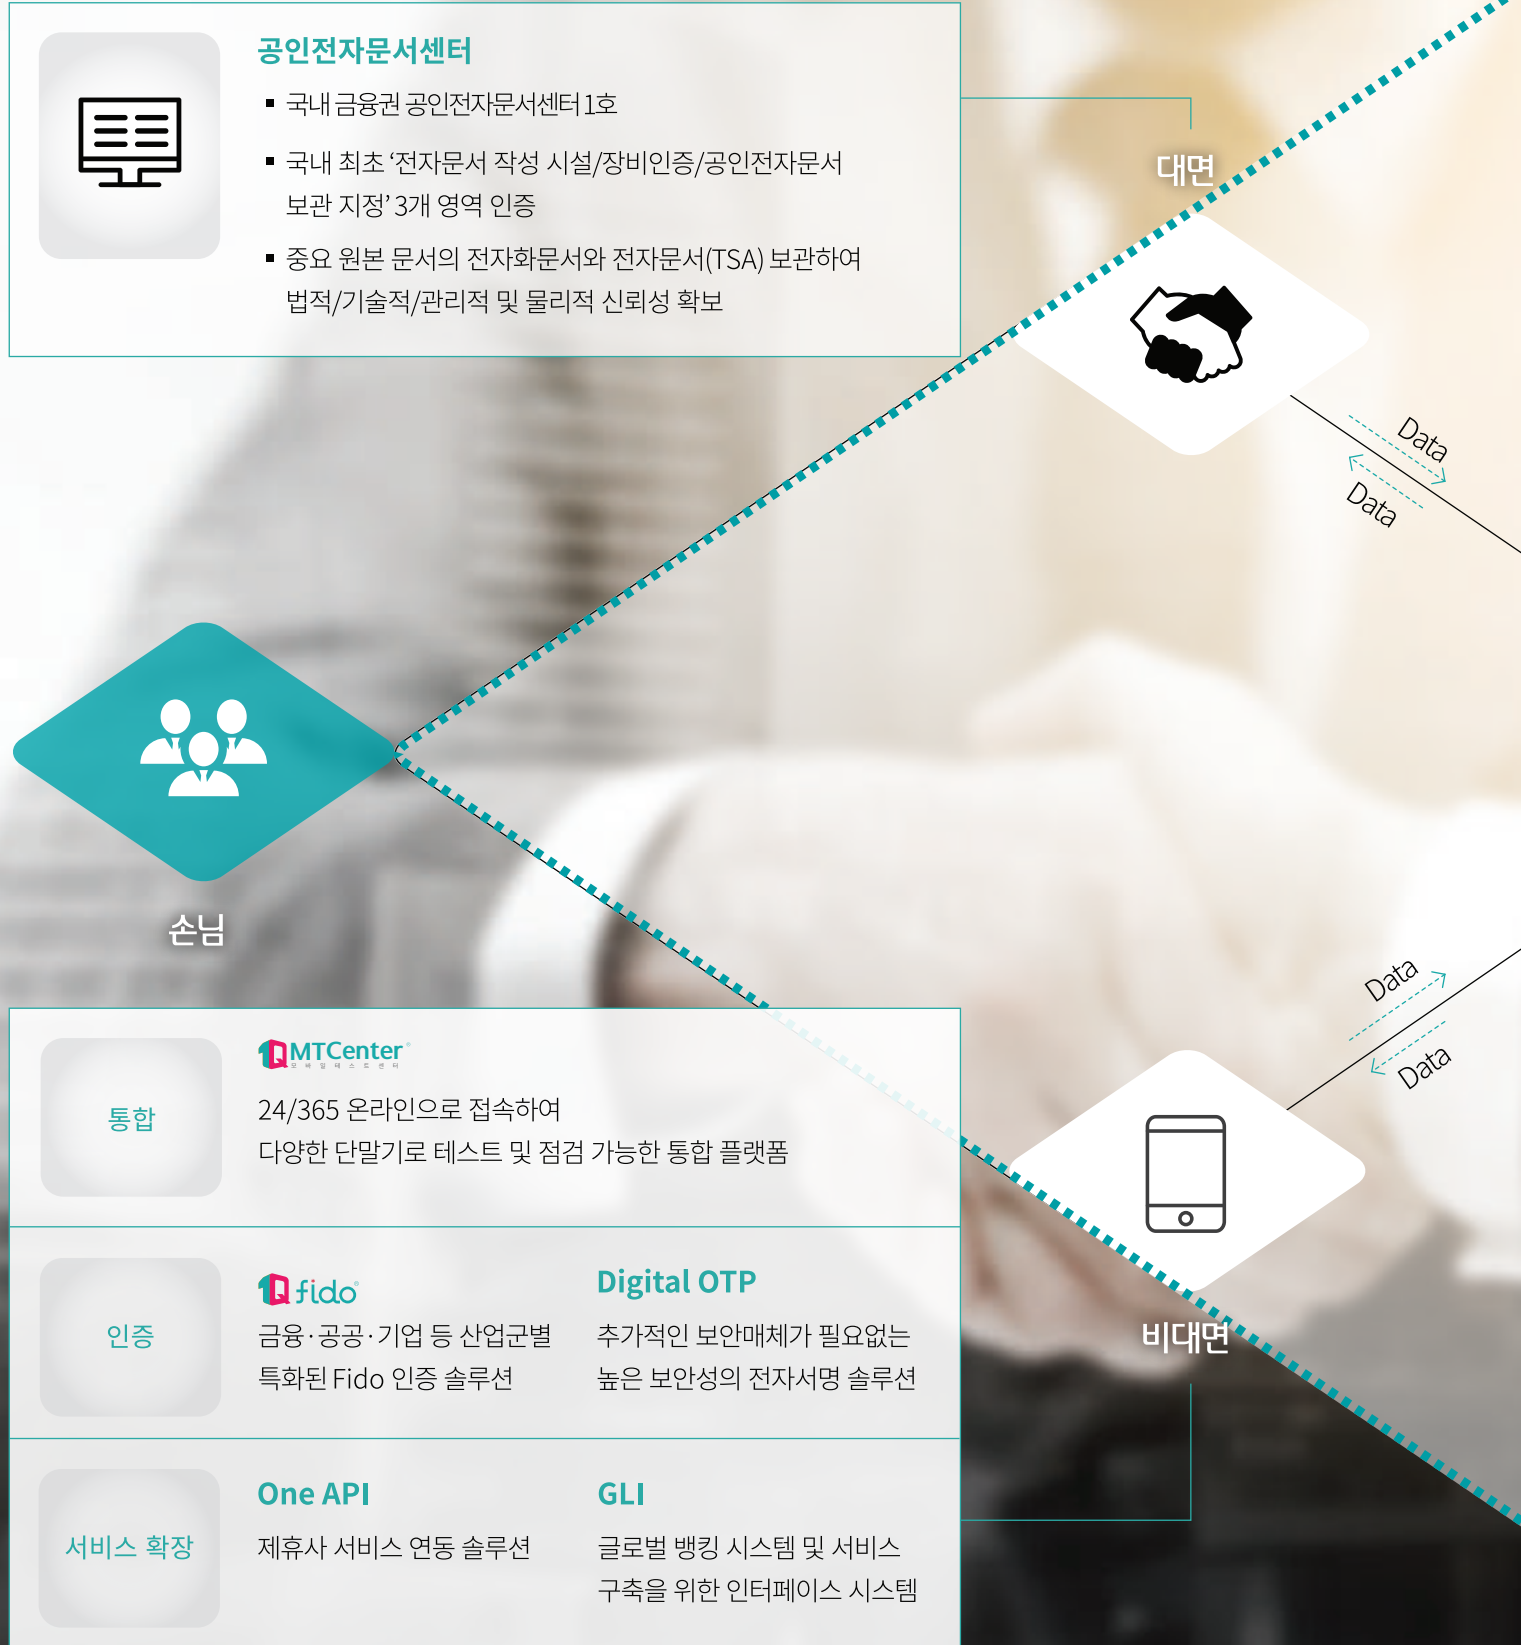 공인전자문서센터
▪ 국내 금융권 공인전자문서센터 1호
▪ 국내 최초 ‘전자문서 작성 시설/장비인증/공인전자문서
보관 지정’ 3개 영역 인증
▪ 중요 원본 문서의 전자화문서와 전자문서(TSA) 보관하여
법적/기술적/관리적 및 물리적 신뢰성 확보
대면
Data
Data
손님
Data
Data
비대면
통합
1Q MTCenter®
모바일테스트센터
24/365 온라인으로 접속하여
다양한 단말기로 테스트 및 점검 가능한 통합 플랫폼
인증
1Q fido®
금융·공공·기업 등 산업군별
특화된 Fido 인증 솔루션
Digital OTP
추가적인 보안매체가 필요없는
높은 보안성의 전자서명 솔루션
서비스 확장
One API
제휴사 서비스 연동 솔루션
GLI
글로벌 뱅킹 시스템 및 서비스
구축을 위한 인터페이스 시스템